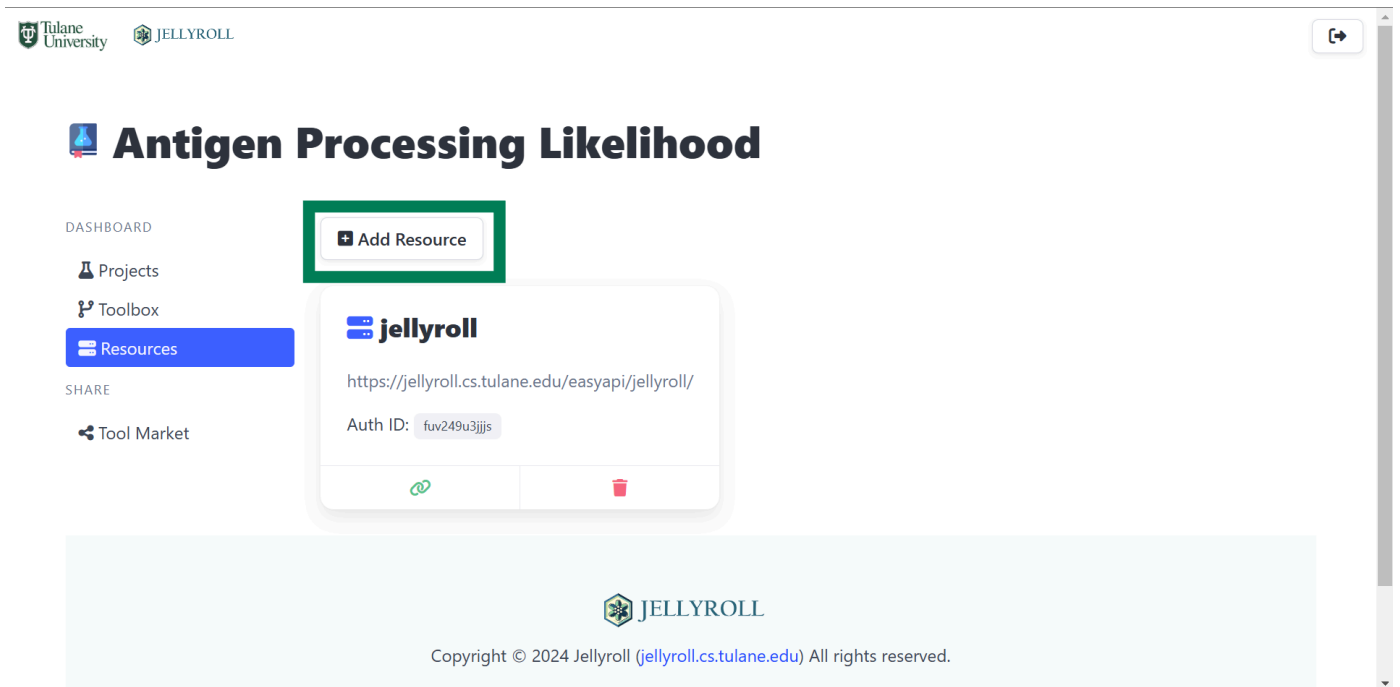 Tulane
University
JELLYROLL
Antigen Processing Likelihood
DASHBOARD
Projects
Toolbox
Resources
SHARE
Tool Market
Add Resource
jellyroll
https://jellyroll.cs.tulane.edu/easyapi/jellyroll/
Auth ID: fuv249u3jjjs
JELLYROLL
Copyright © 2024 Jellyroll (jellyroll.cs.tulane.edu) All rights reserved.